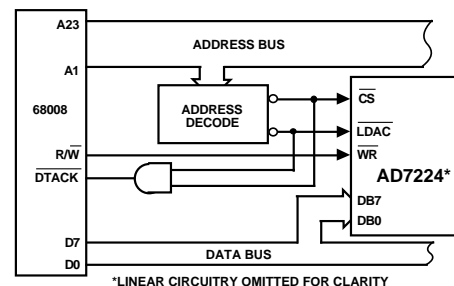 A23
ADDRESS BUS
A1
68008
ADDRESS
DECODE
CS
LDAC
R/W
WR
DTACK
AD7224*
DB7
DB0
D7
DATA BUS
D0
*LINEAR CIRCUITRY OMITTED FOR CLARITY